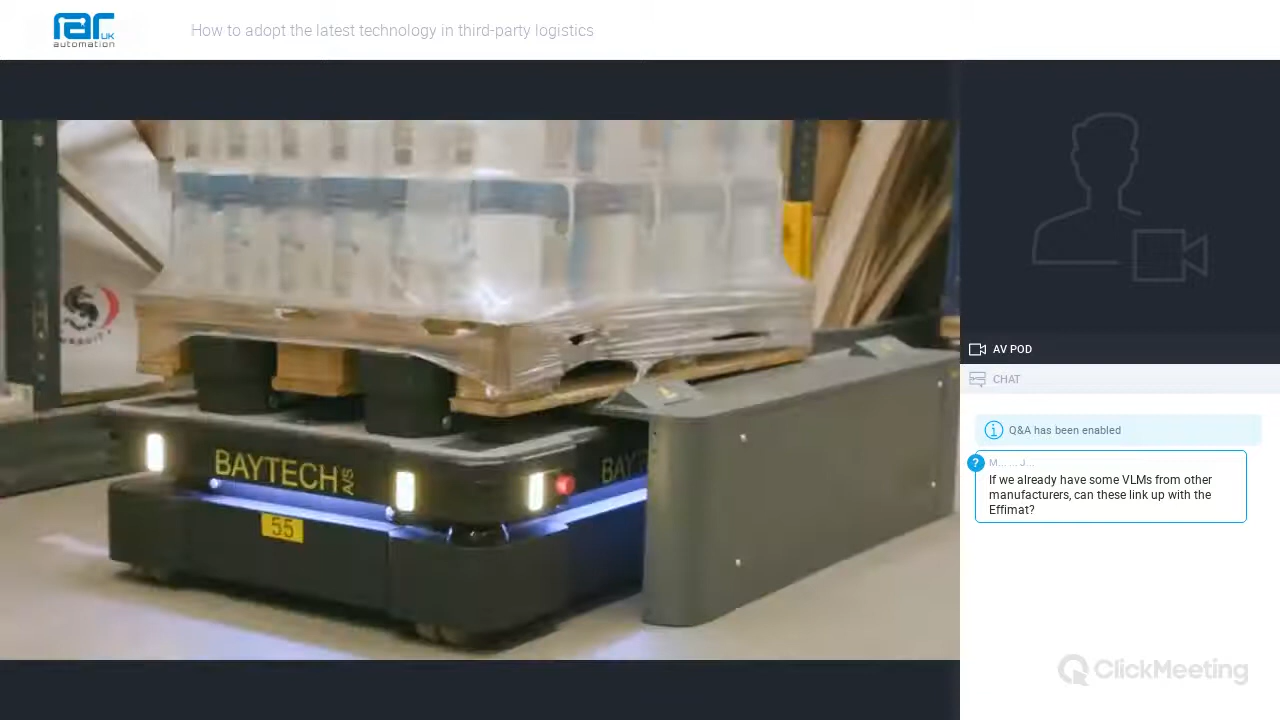 rar
UK
automation
How to adopt the latest technology in third-party logistics
BAYTECH A/S
55
AV POD
CHAT
Q&A has been enabled
?
If we already have some VLMs from other
manufacturers, can these link up with the
Effimat?
ClickMeeting